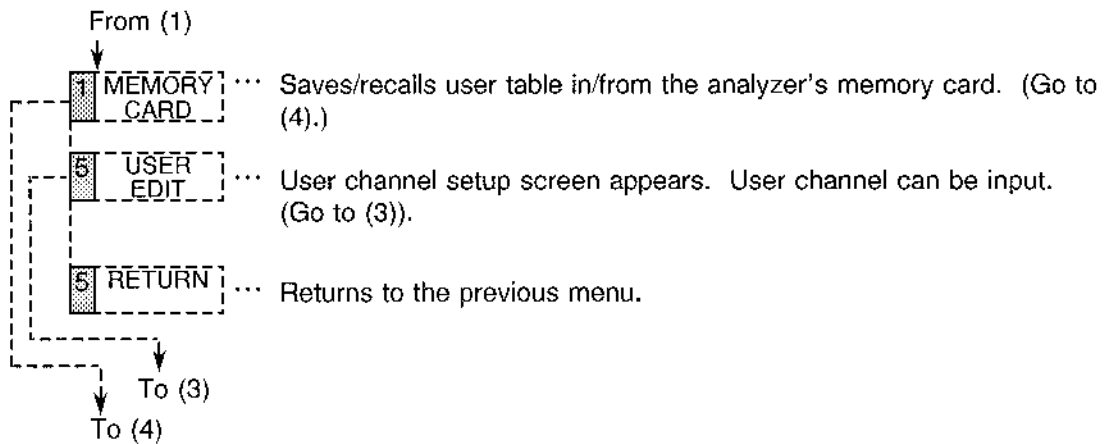 From (1)
1 MEMORY CARD ... Saves/recalls user table in/from the analyzer's memory card. (Go to
(4).)
5 USER EDIT ... User channel setup screen appears. User channel can be input.
(Go to (3)).
5 RETURN ... Returns to the previous menu.
To (3)
To (4)